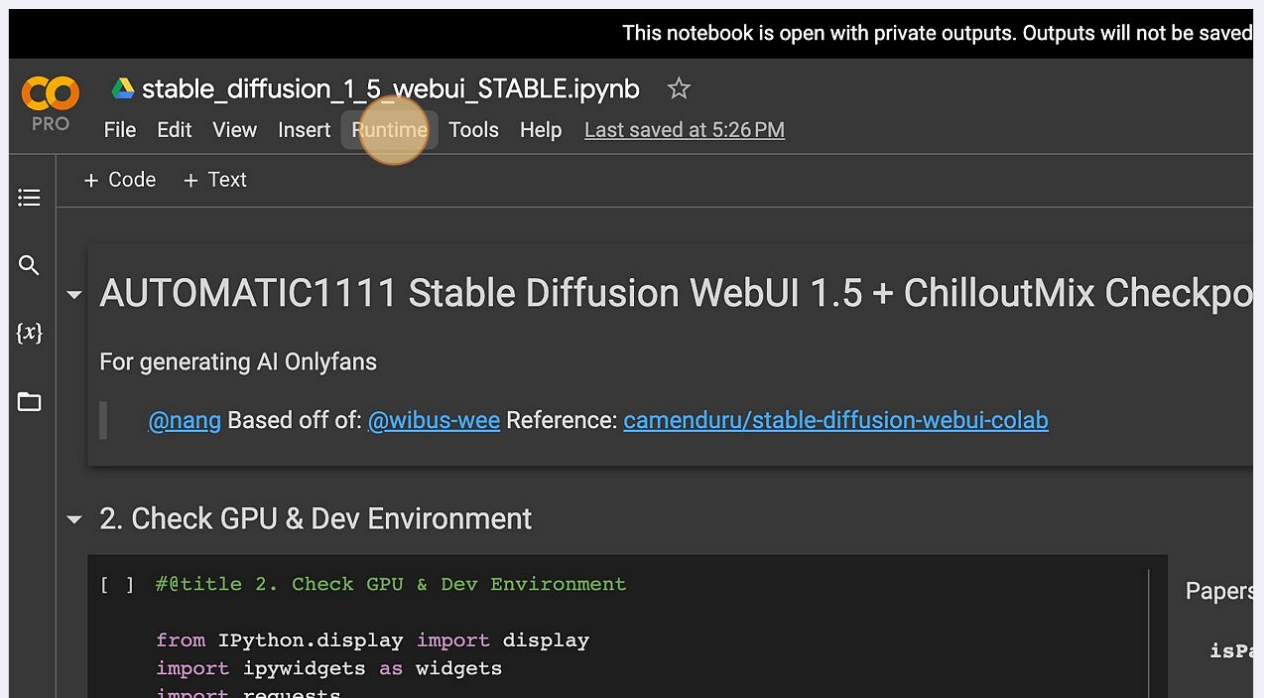 This notebook is open with private outputs. Outputs will not be saved
stable_diffusion_1_5_webui_STABLE.ipynb
PRO
File Edit View Insert Runtime Tools Help Last saved at 5:26 PM
+ Code + Text
AUTOMATIC1111 Stable Diffusion WebUI 1.5 + ChilloutMix Checkpo
{x}
For generating AI Onlyfans
@nang Based off of: @wibus-wee Reference: camenduru/stable-diffusion-webui-colab
2. Check GPU & Dev Environment
[ ] #@title 2. Check GPU & Dev Environment
Papers
from IPython.display import display
isPa
import ipywidgets as widgets
import requests